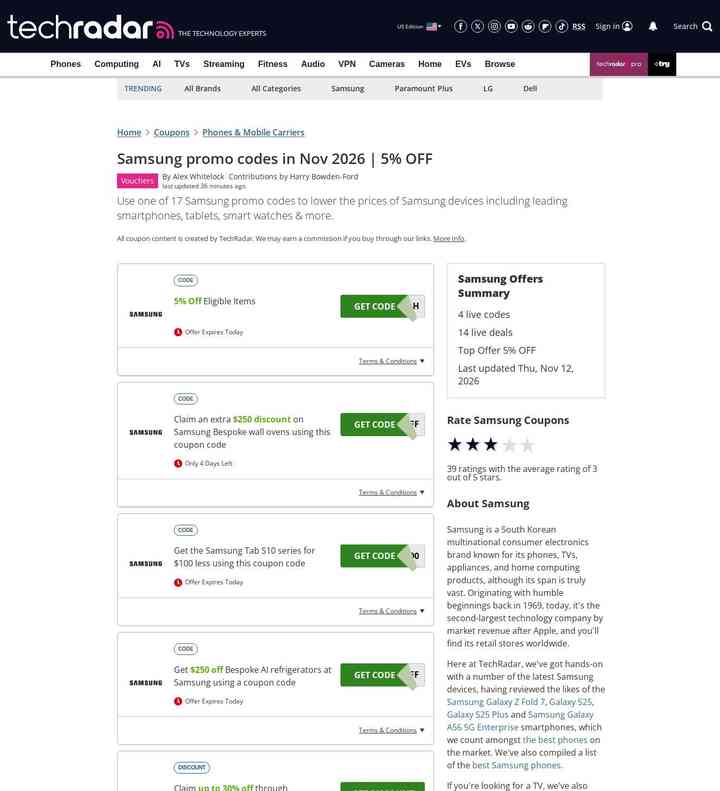 techradar THE TECHNOLOGY EXPERTS
US Edition RSS Sign in Search
Phones Computing AI TVs Streaming Fitness Audio VPN Cameras Home EVs Browse
techradar pro
TRENDING All Brands All Categories Samsung Paramount Plus LG Dell
Home > Coupons > Phones & Mobile Carriers
Samsung promo codes in Nov 2026 | 5% OFF
Vouchers By Alex Whitelock Contributions by Harry Bowden-Ford
last updated 36 minutes ago
Use one of 17 Samsung promo codes to lower the prices of Samsung devices including leading
smartphones, tablets, smart watches & more.
All coupon content is created by TechRadar. We may earn a commission if you buy through our links. More Info.
CODE
SAMSUNG
5% Off Eligible Items
GET CODE H
Offer Expires Today
Terms & Conditions
CODE
SAMSUNG
Claim an extra $250 discount on
Samsung Bespoke wall ovens using this
coupon code
GET CODE FF
Only 4 Days Left
Terms & Conditions
CODE
SAMSUNG
Get the Samsung Tab S10 series for
$100 less using this coupon code
GET CODE 00
Offer Expires Today
Terms & Conditions
CODE
SAMSUNG
Get $250 off Bespoke AI refrigerators at
Samsung using a coupon code
GET CODE FF
Offer Expires Today
Terms & Conditions
DISCOUNT
Claim up to 30% off through
Samsung Offers
Summary
4 live codes
14 live deals
Top Offer 5% OFF
Last updated Thu, Nov 12,
2026
Rate Samsung Coupons
39 ratings with the average rating of 3
out of 5 stars.
About Samsung
Samsung is a South Korean
multinational consumer electronics
brand known for its phones, TVs,
appliances, and home computing
products, although its span is truly
vast. Originating with humble
beginnings back in 1969, today, it's the
second-largest technology company by
market revenue after Apple, and you'll
find its retail stores worldwide.
Here at TechRadar, we've got hands-on
with a number of the latest Samsung
devices, having reviewed the likes of the
Samsung Galaxy Z Fold 7, Galaxy S25,
Galaxy S25 Plus and Samsung Galaxy
A56 5G Enterprise smartphones, which
we count amongst the best phones on
the market. We've also compiled a list
of the best Samsung phones.
If you're looking for a TV, we've also